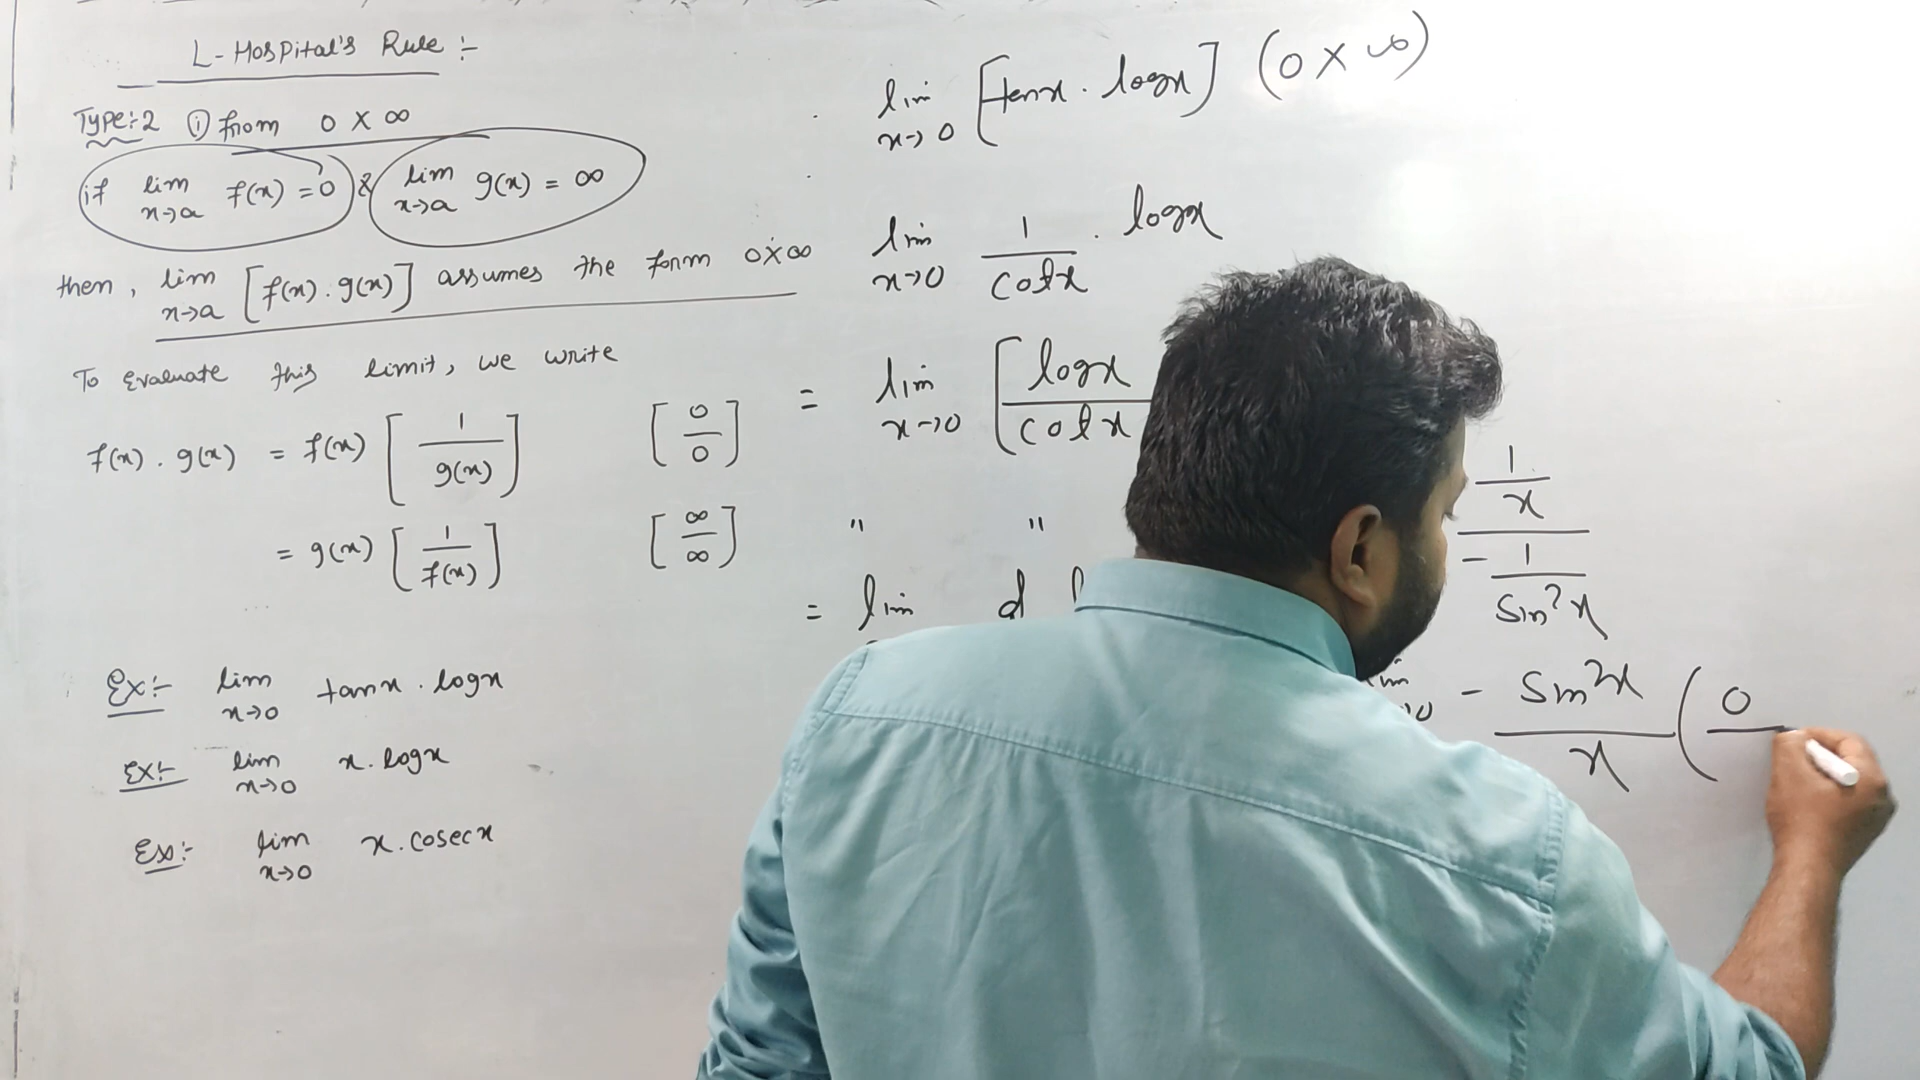 L-Hospital's Rule :-
Type:-2 ① from 0 × ∞
if lim x→a f(x) = 0 & lim x→a g(x) = ∞
then, lim x→a [f(x) . g(x)] assumes the form 0×∞
To Evaluate this limit, we write
f(x) . g(x) = f(x) [1/g(x)] [0/0]
= g(x) [1/f(x)] [∞/∞]
Ex:- lim x→0 tanx . logx
Ex:- lim x→0 x . logx
Ex:- lim x→0 x . cosecx
lim x→0 [tanx . logx] (0 × ∞)
lim x→0 1/cotx . logx
= lim x→0 [logx/cotx
" "
= lim d
1/x
- 1/sin²x
- sin²x/x (0